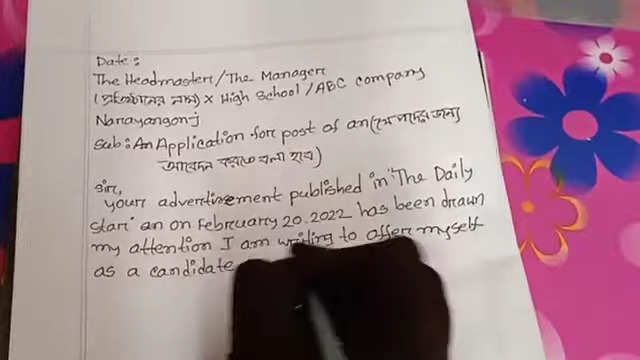 Date:
The Headmaster/The Manager
(প্রতিষ্ঠানের নাম) X High School/ABC company
Narayangonj
Sub: An Application for post of an (যে পদের জন্য
আবেদন করতে বলা হবে)
Sir,
your advertizement published in "The Daily
Star" an on February 20.2022 has been drawn
my attention I am writing to offer myself
as a candidate